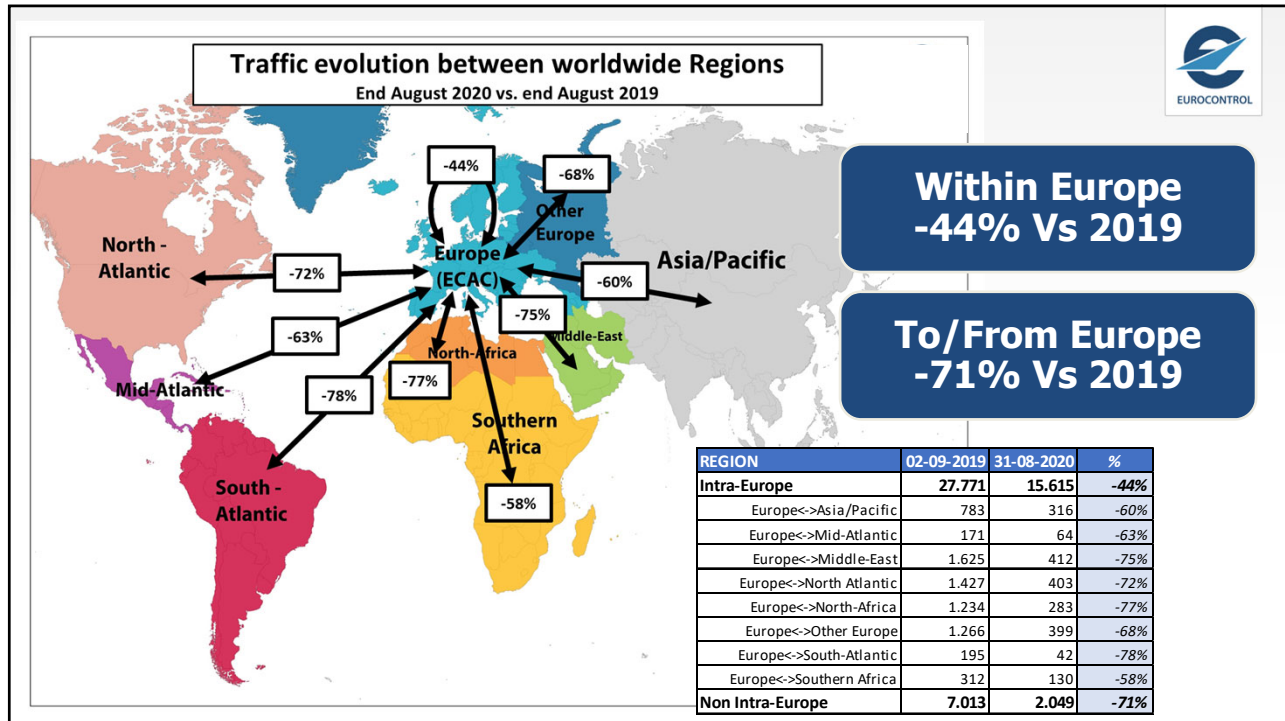 Traffic evolution between worldwide Regions
End August 2020 vs. end August 2019
EUROCONTROL
-44%
-68%
Other
Europe
North -
Atlantic
Europe
(ECAC)
Asia/Pacific
-72%
-60%
-63%
-75%
Middle-East
North-Africa
Mid-Atlantic
-78%
-77%
Southern
Africa
South -
Atlantic
-58%
Within Europe
-44% Vs 2019
To/From Europe
-71% Vs 2019
REGION 02-09-2019 31-08-2020 %
Intra-Europe 27.771 15.615 -44%
Europe<->Asia/Pacific 783 316 -60%
Europe<->Mid-Atlantic 171 64 -63%
Europe<->Middle-East 1.625 412 -75%
Europe<->North Atlantic 1.427 403 -72%
Europe<->North-Africa 1.234 283 -77%
Europe<->Other Europe 1.266 399 -68%
Europe<->South-Atlantic 195 42 -78%
Europe<->Southern Africa 312 130 -58%
Non Intra-Europe 7.013 2.049 -71%